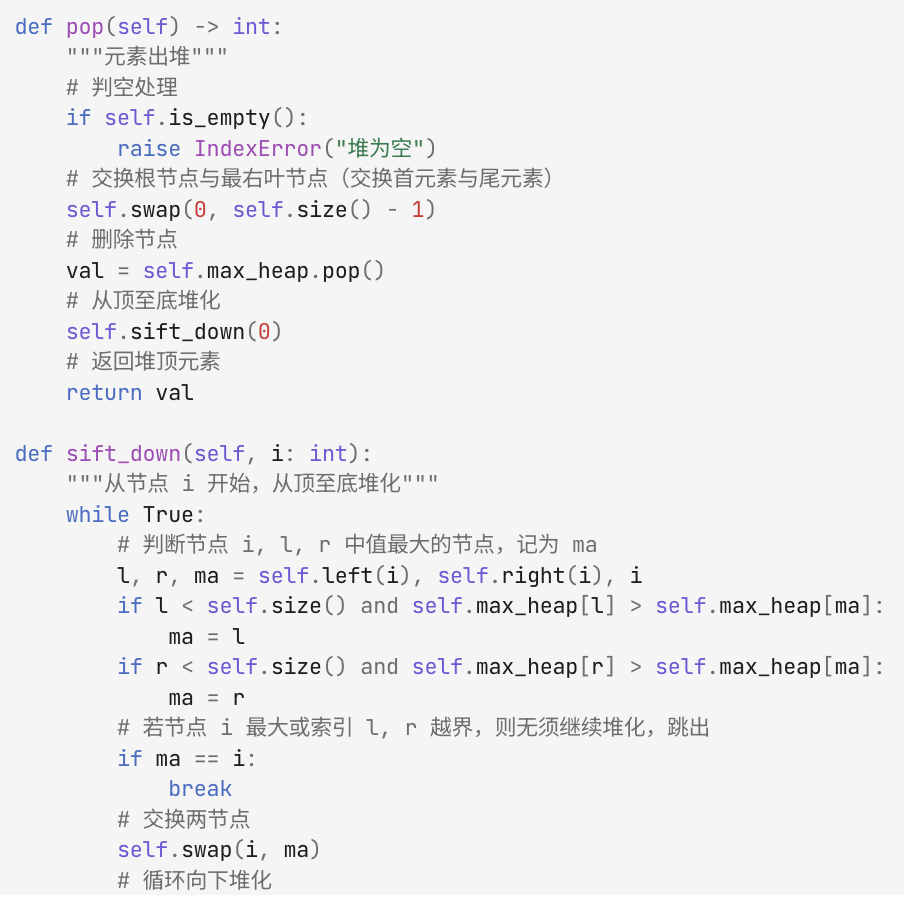 def pop(self) -> int:
    """元素出堆"""
    # 判空处理
    if self.is_empty():
        raise IndexError("堆为空")
    # 交换根节点与最右叶节点（交换首元素与尾元素）
    self.swap(0, self.size() - 1)
    # 删除节点
    val = self.max_heap.pop()
    # 从顶至底堆化
    self.sift_down(0)
    # 返回堆顶元素
    return val

def sift_down(self, i: int):
    """从节点 i 开始，从顶至底堆化"""
    while True:
        # 判断节点 i, l, r 中值最大的节点，记为 ma
        l, r, ma = self.left(i), self.right(i), i
        if l < self.size() and self.max_heap[l] > self.max_heap[ma]:
            ma = l
        if r < self.size() and self.max_heap[r] > self.max_heap[ma]:
            ma = r
        # 若节点 i 最大或索引 l, r 越界，则无须继续堆化，跳出
        if ma == i:
            break
        # 交换两节点
        self.swap(i, ma)
        # 循环向下堆化